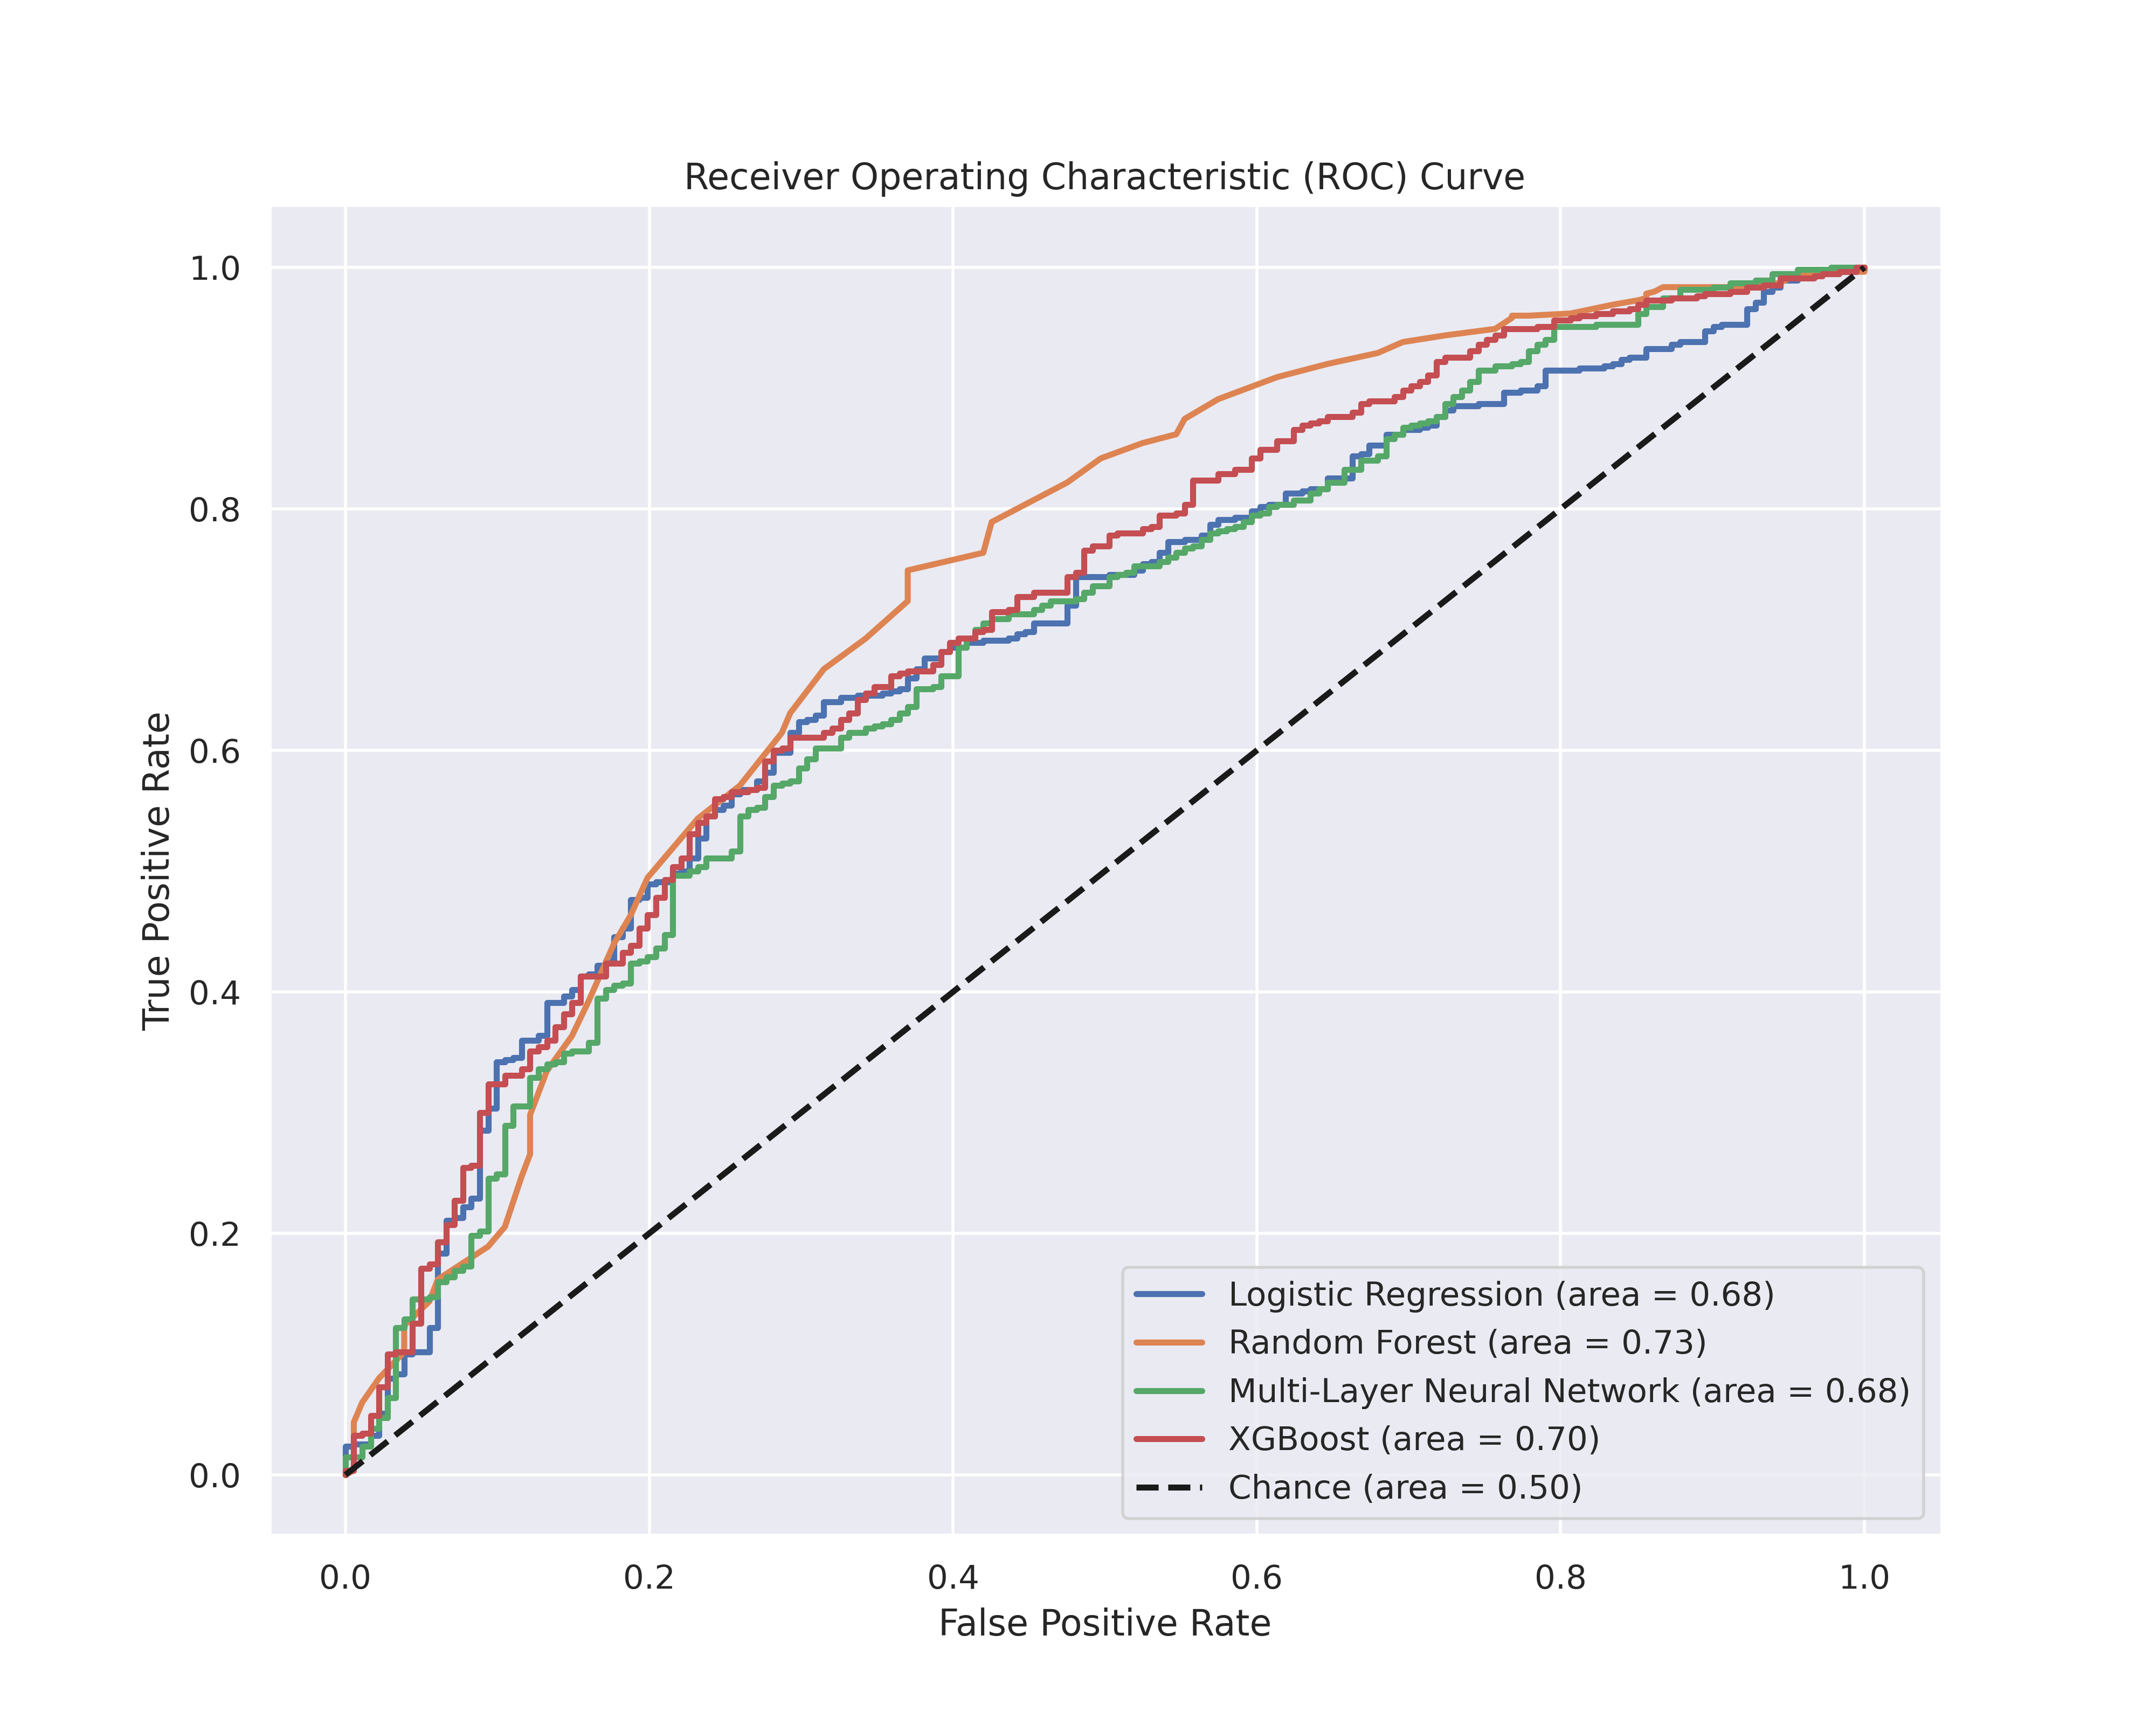 Receiver Operating Characteristic (ROC) Curve
1.0
0.8
0.6
0.4
0.2
0.0
True Positive Rate
Logistic Regression (area = 0.68)
Random Forest (area = 0.73)
Multi-Layer Neural Network (area = 0.68)
XGBoost (area = 0.70)
Chance (area = 0.50)
0.0 0.2 0.4 0.6 0.8 1.0
False Positive Rate